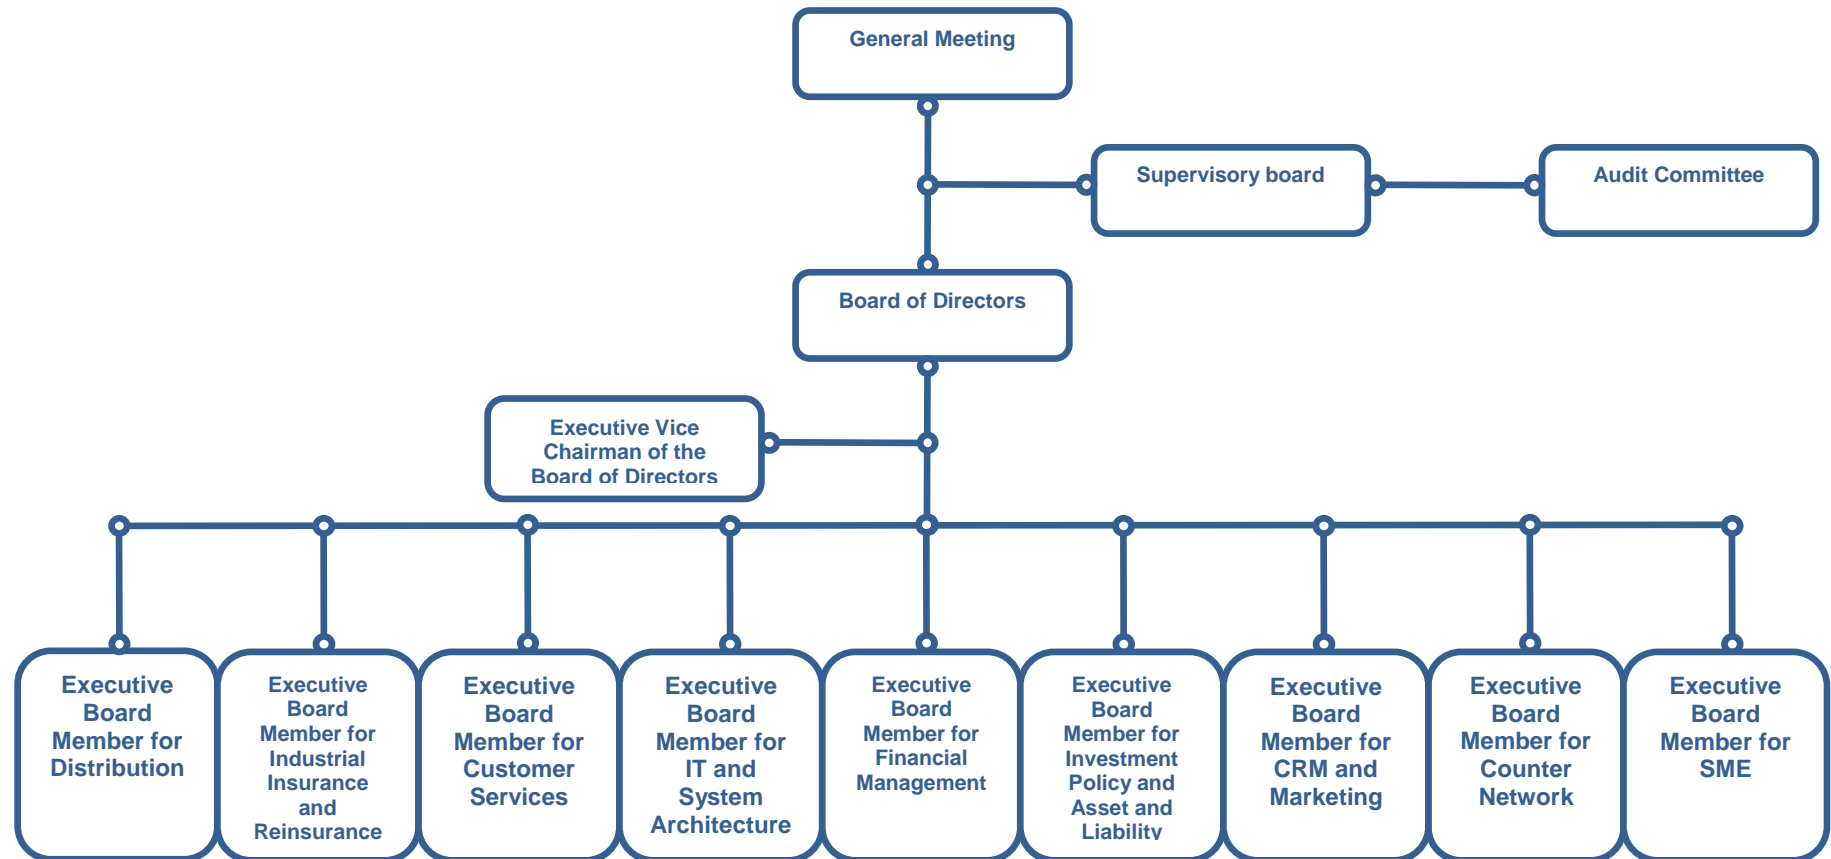 General Meeting
Supervisory board
Audit Committee
Board of Directors
Executive Vice
Chairman of the
Board of Directors
Executive
Board
Member for
Distribution
Executive
Board
Member for
Industrial
Insurance
and
Reinsurance
Executive
Board
Member for
Customer
Services
Executive
Board
Member for
IT and
System
Architecture
Executive
Board
Member for
Financial
Management
Executive
Board
Member for
Investment
Policy and
Asset and
Liability
Executive
Board
Member for
CRM and
Marketing
Executive
Board
Member for
Counter
Network
Executive
Board
Member for
SME